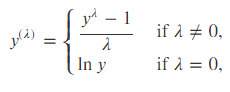 y^(λ) = { (y^λ − 1) / λ if λ ≠ 0,
ln y if λ = 0,